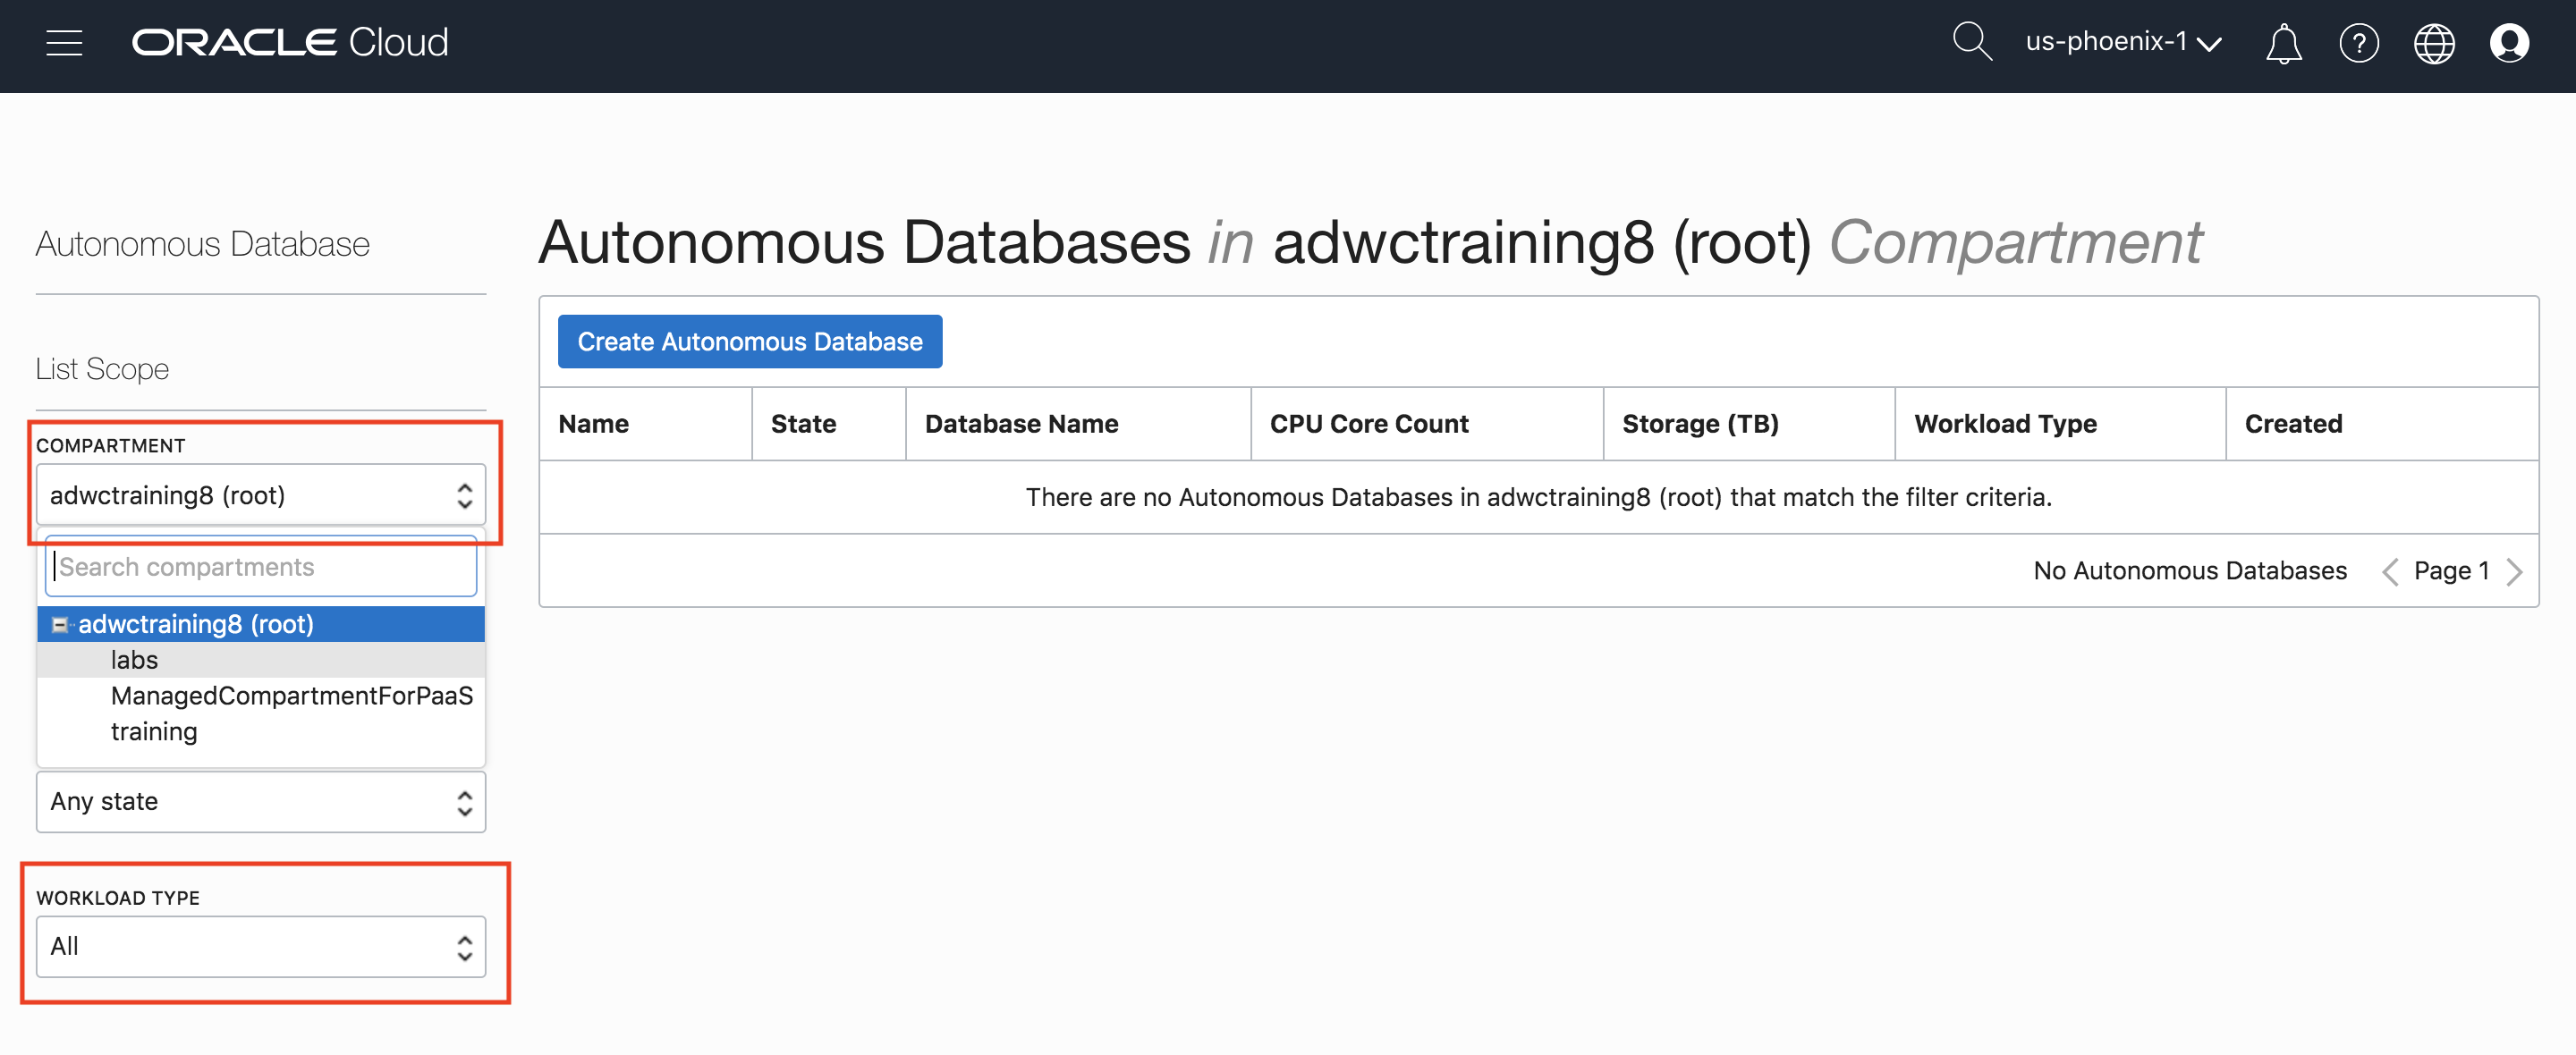 ORACLE Cloud
us-phoenix-1
Autonomous Database
List Scope
COMPARTMENT
adwctraining8 (root)
Search compartments
adwctraining8 (root)
labs
ManagedCompartmentForPaaS
training
Any state
WORKLOAD TYPE
All
Autonomous Databases in adwctraining8 (root) Compartment
Create Autonomous Database
Name State Database Name CPU Core Count Storage (TB) Workload Type Created
There are no Autonomous Databases in adwctraining8 (root) that match the filter criteria.
No Autonomous Databases Page 1